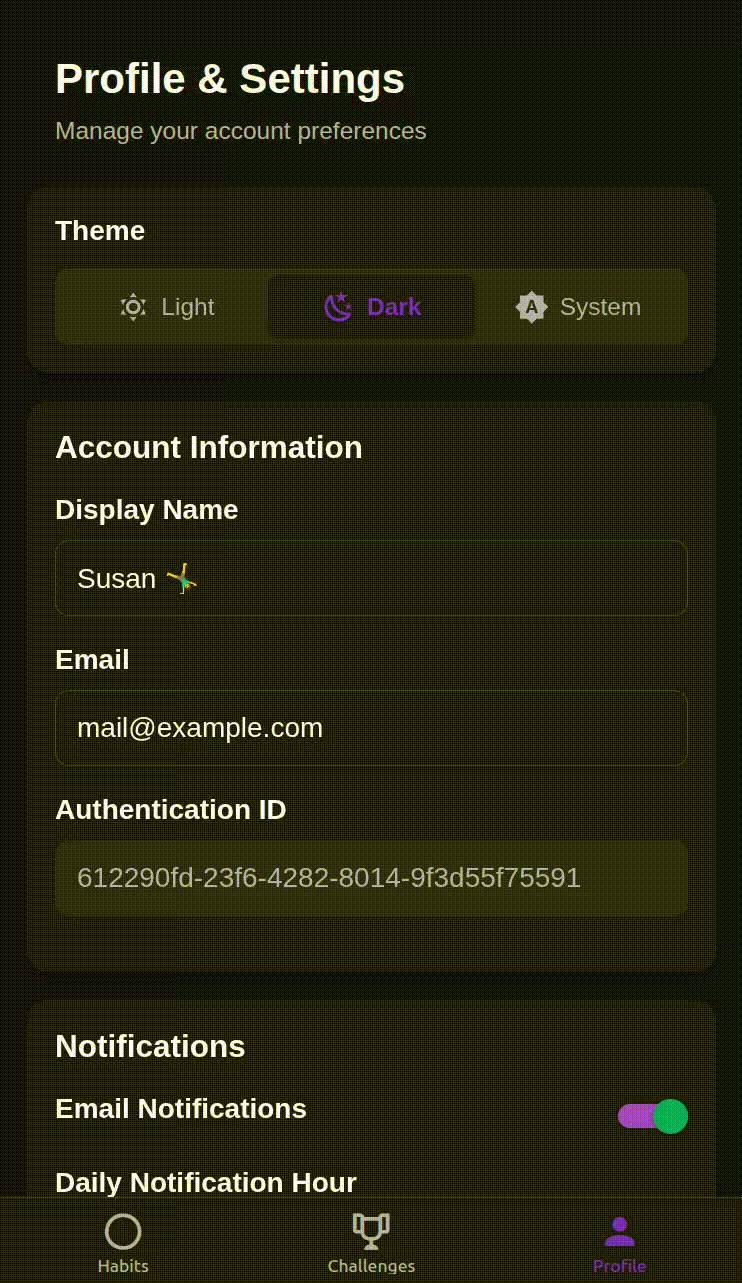 Profile & Settings
Manage your account preferences
Theme
Light
Dark
System
Account Information
Display Name
Susan 🤸
Email
mail@example.com
Authentication ID
612290fd-23f6-4282-8014-9f3d55f75591
Notifications
Email Notifications
Daily Notification Hour
Habits
Challenges
Profile